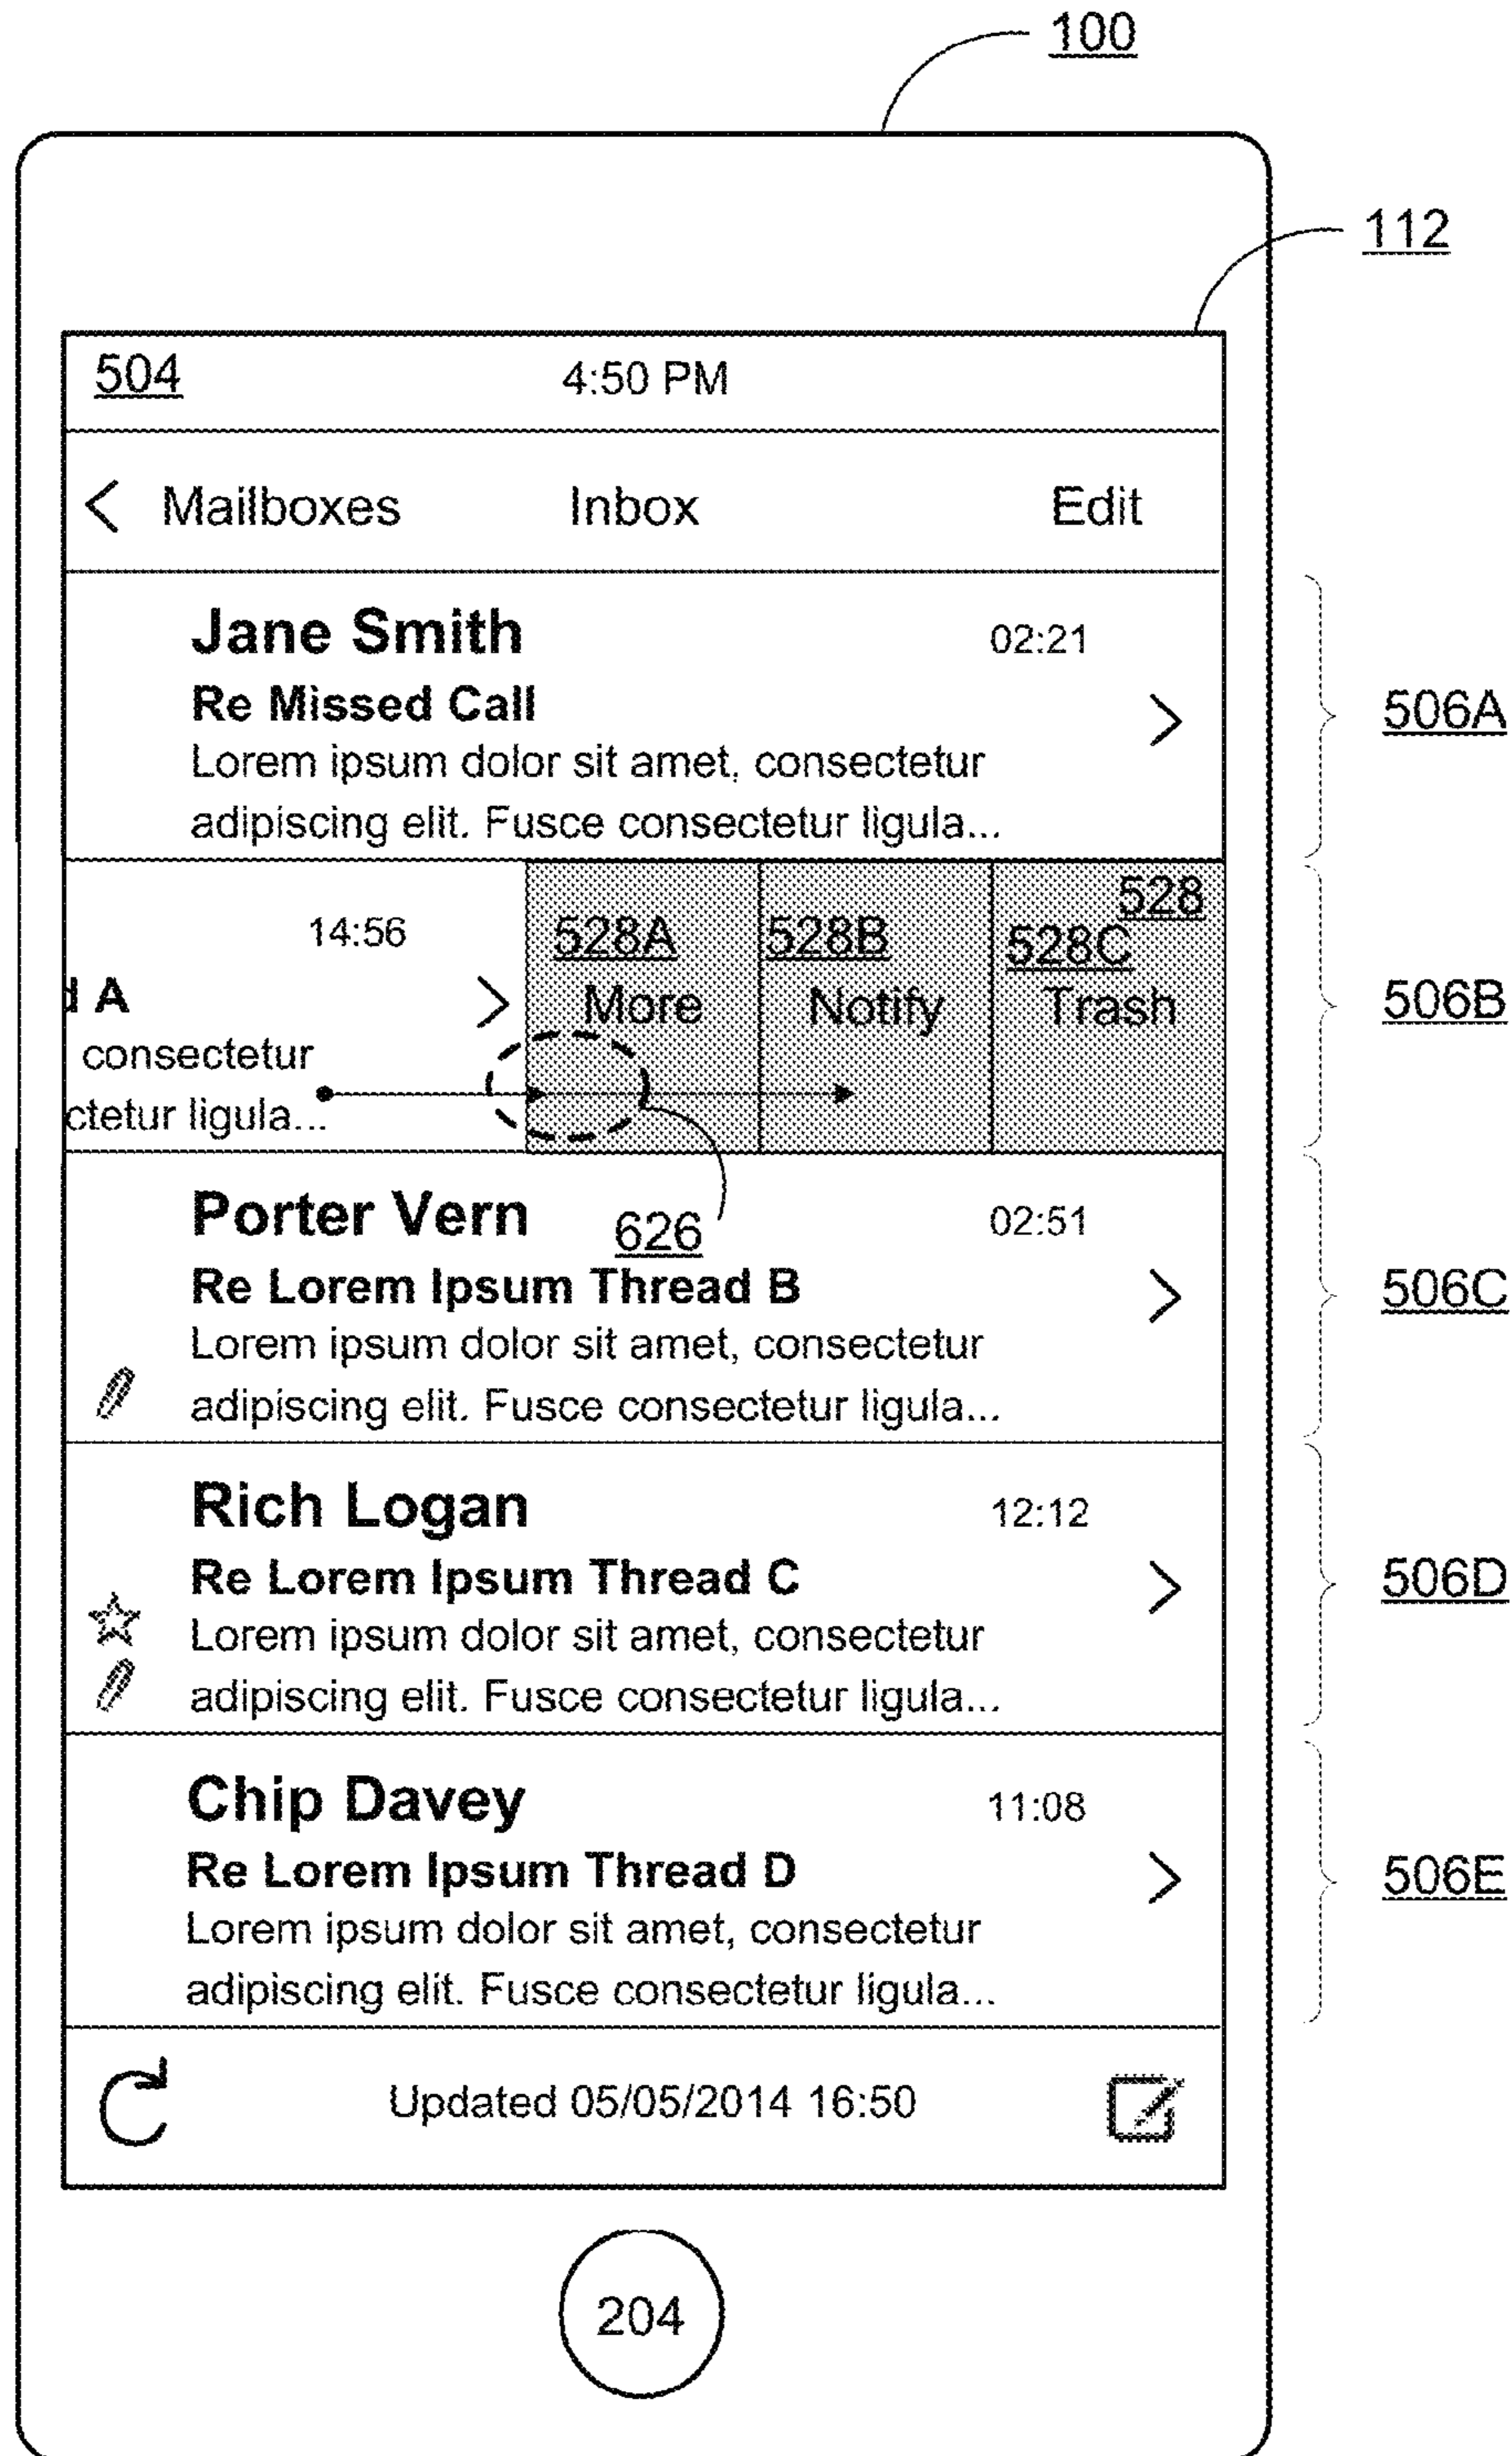 100
112
504 4:50 PM
< Mailboxes Inbox Edit
Jane Smith 02:21
Re Missed Call
506A
Lorem ipsum dolor sit amet, consectetur
adipiscing elit. Fusce consectetur ligula...
528
14:56 528A 528B 528C
d A More Notify Trash
506B
consectetur
ctetur ligula...
Porter Vern 626 02:51
Re Lorem Ipsum Thread B
506C
Lorem ipsum dolor sit amet, consectetur
adipiscing elit. Fusce consectetur ligula...
Rich Logan 12:12
Re Lorem Ipsum Thread C
506D
Lorem ipsum dolor sit amet, consectetur
adipiscing elit. Fusce consectetur ligula...
Chip Davey 11:08
Re Lorem Ipsum Thread D
506E
Lorem ipsum dolor sit amet, consectetur
adipiscing elit. Fusce consectetur ligula...
Updated 05/05/2014 16:50
204